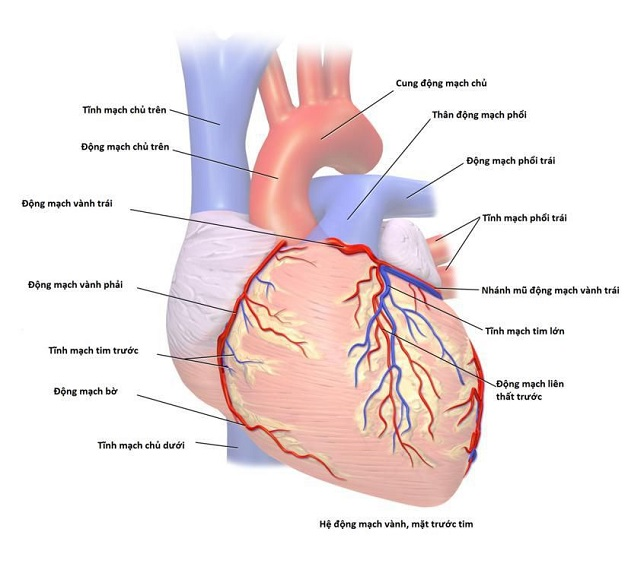 Cung động mạch chủ
Tĩnh mạch chủ trên
Thân động mạch phổi
Động mạch chủ trên
Động mạch phổi trái
Động mạch vành trái
Tĩnh mạch phổi trái
Động mạch vành phải
Nhánh mũ động mạch vành trái
Tĩnh mạch tim lớn
Tĩnh mạch tim trước
Động mạch liên
thất trước
Động mạch bờ
Tĩnh mạch chủ dưới
Hệ động mạch vành, mặt trước tim